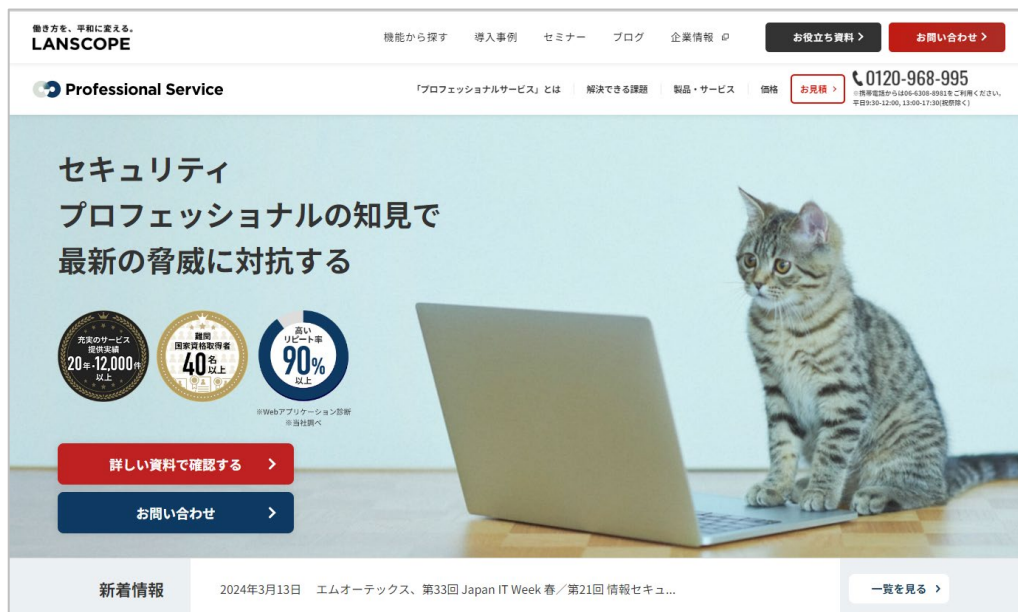 働き方を、平和に変える。
LANSCOPE
機能から探す 導入事例 セミナー ブログ 企業情報 お役立ち資料 お問い合わせ
Professional Service
「プロフェッショナルサービス」とは 解決できる課題 製品・サービス 価格 お見積
0120-968-995
※携帯電話からは06-6308-8981をご利用ください。
平日9:30-12:00, 13:00-17:30(祝祭除く)
セキュリティ
プロフェッショナルの知見で
最新の脅威に対抗する
充実のサービス
提供実績
20年・12,000件
以上
難関
国家資格取得者
40名以上
高い
リピート率
90%
以上
※Webアプリケーション診断
※当社調べ
詳しい資料で確認する
お問い合わせ
新着情報 2024年3月13日 エムオーテックス、第33回 Japan IT Week 春／第21回 情報セキュ... 一覧を見る